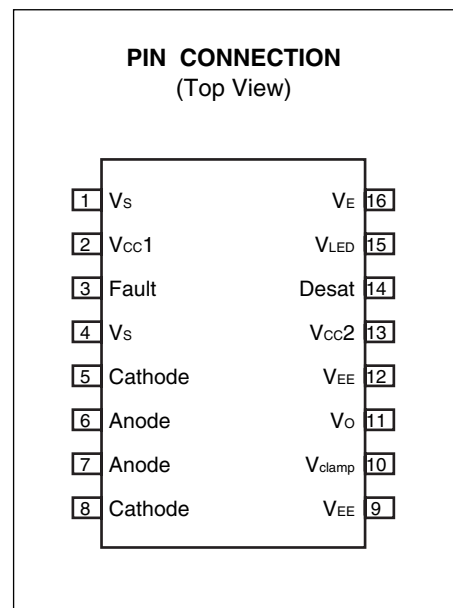 PIN CONNECTION
(Top View)
1 VS VE 16
2 VCC1 VLED 15
3 Fault Desat 14
4 VS VCC2 13
5 Cathode VEE 12
6 Anode VO 11
7 Anode Vclamp 10
8 Cathode VEE 9